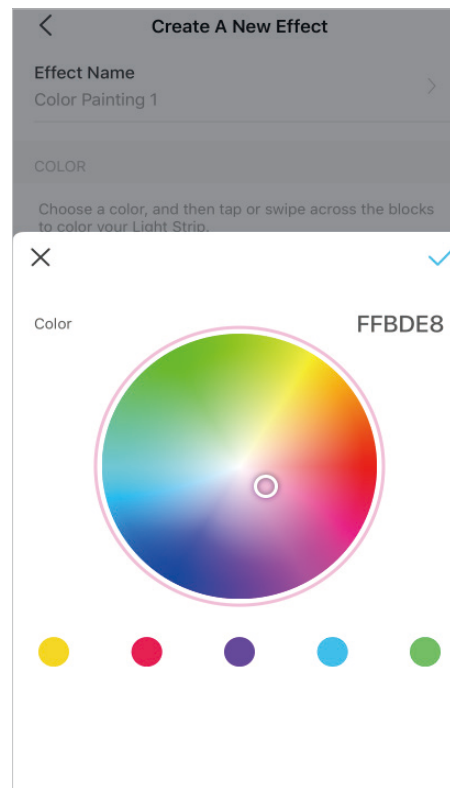 Create A New Effect
Effect Name
Color Painting 1
COLOR
Choose a color, and then tap or swipe across the blocks
to color your Light Strip.
Color
FFBDE8